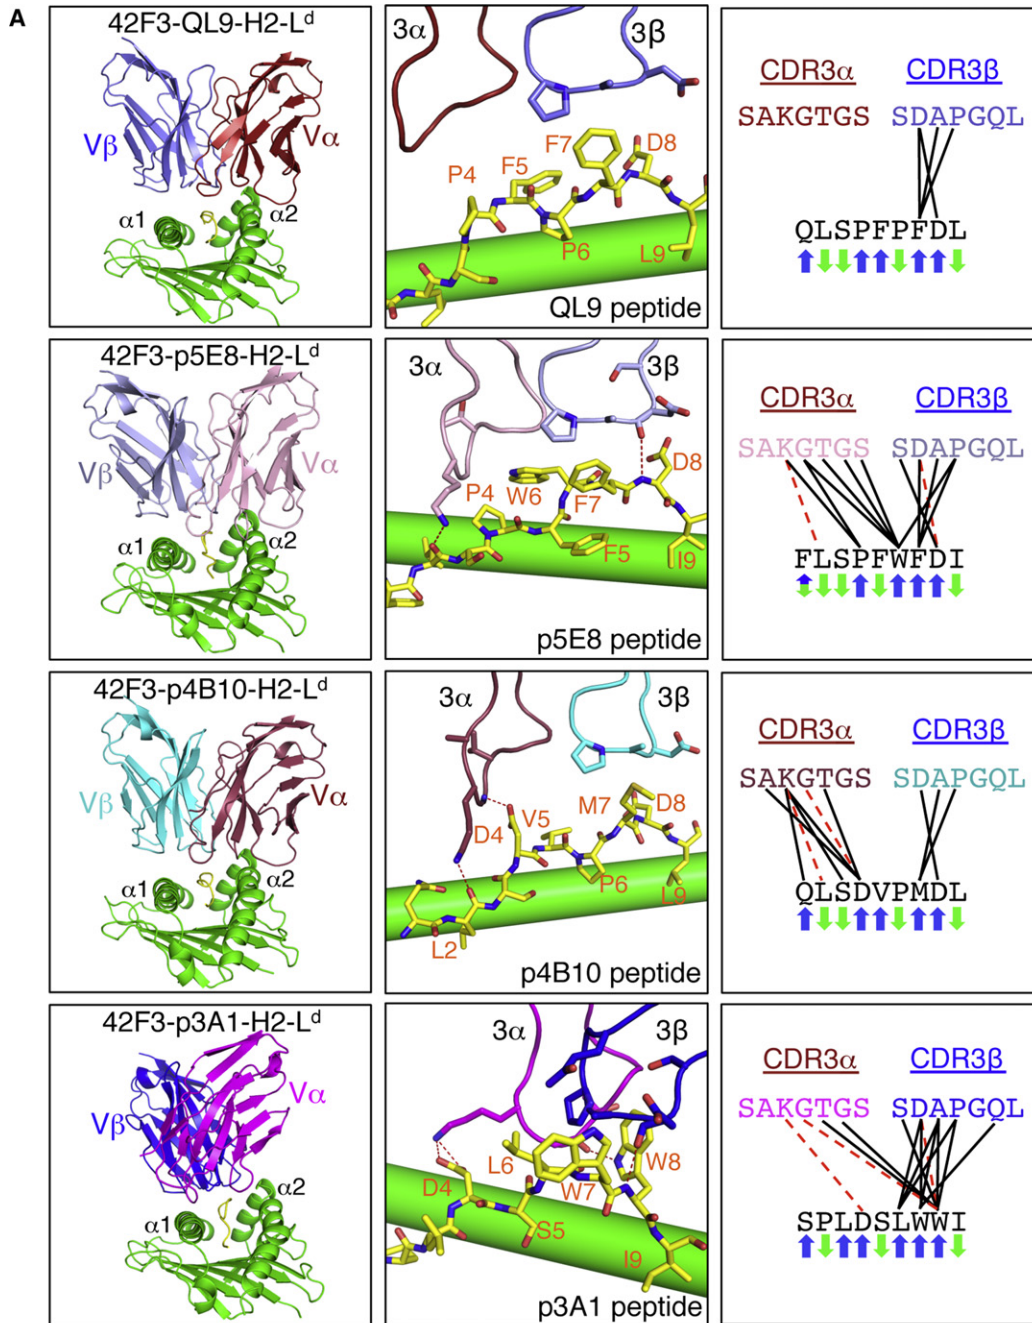 A
42F3-QL9-H2-Lᵈ
Vβ
Vα
α1
α2
3α
3β
P4
F5
F7
D8
P6
L9
QL9 peptide
CDR3α CDR3β
SAKGTGS SDAPGQL
QLSPFPFDL
42F3-p5E8-H2-Lᵈ
Vβ
Vα
α1
α2
3α
3β
P4
W6
F7
D8
F5
I9
p5E8 peptide
CDR3α CDR3β
SAKGTGS SDAPGQL
FLSPFWFDI
42F3-p4B10-H2-Lᵈ
Vβ
Vα
α1
α2
3α
3β
D4
V5
M7
D8
P6
L9
L2
p4B10 peptide
CDR3α CDR3β
SAKGTGS SDAPGQL
QLSDVPMDL
42F3-p3A1-H2-Lᵈ
Vβ
Vα
α1
α2
3α
3β
L6
D4
W7
W8
S5
I9
p3A1 peptide
CDR3α CDR3β
SAKGTGS SDAPGQL
SPLDSLWWI